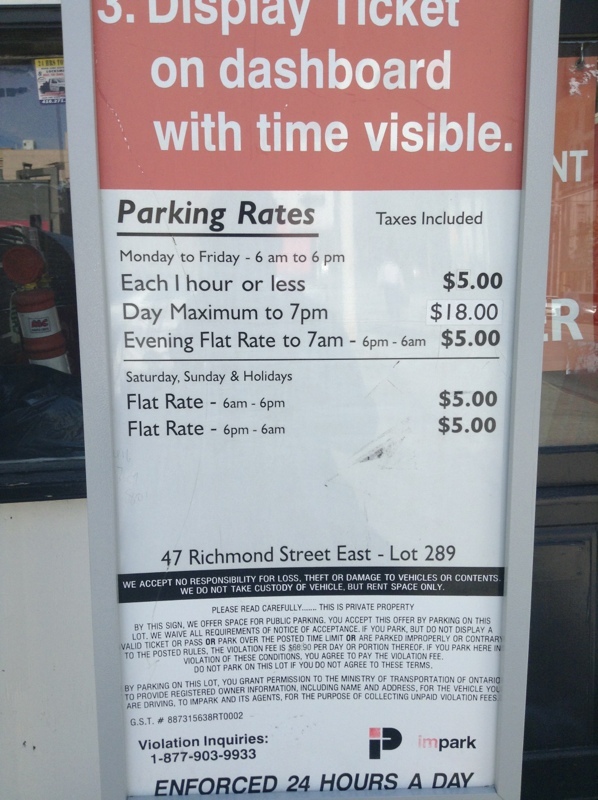 3. Display Ticket
on dashboard
with time visible.
Parking Rates Taxes Included
Monday to Friday - 6 am to 6 pm
Each 1 hour or less $5.00
Day Maximum to 7pm $18.00
Evening Flat Rate to 7am - 6pm - 6am $5.00
Saturday, Sunday & Holidays
Flat Rate - 6am - 6pm $5.00
Flat Rate - 6pm - 6am $5.00
47 Richmond Street East - Lot 289
WE ACCEPT NO RESPONSIBILITY FOR LOSS, THEFT OR DAMAGE TO VEHICLES OR CONTENTS.
WE DO NOT TAKE CUSTODY OF VEHICLE, BUT RENT SPACE ONLY.
PLEASE READ CAREFULLY....... THIS IS PRIVATE PROPERTY
BY THIS SIGN, WE OFFER SPACE FOR PUBLIC PARKING. YOU ACCEPT THIS OFFER BY PARKING ON THIS
LOT. WE WAIVE ALL REQUIREMENTS OF NOTICE OF ACCEPTANCE. IF YOU PARK, BUT DO NOT DISPLAY A
VALID TICKET OR PASS OR PARK OVER THE POSTED TIME LIMIT OR ARE PARKED IMPROPERLY OR CONTRARY
TO THE POSTED RULES, THE VIOLATION FEE IS $68.90 PER DAY OR PORTION THEREOF. IF YOU PARK HERE IN
VIOLATION OF THESE CONDITIONS, YOU AGREE TO PAY THE VIOLATION FEE.
DO NOT PARK ON THIS LOT IF YOU DO NOT AGREE TO THESE TERMS.
BY PARKING ON THIS LOT, YOU GRANT PERMISSION TO THE MINISTRY OF TRANSPORTATION OF ONTARIO
TO PROVIDE REGISTERED OWNER INFORMATION, INCLUDING NAME AND ADDRESS, FOR THE VEHICLE YOU
ARE DRIVING, TO IMPARK AND ITS AGENTS, FOR THE PURPOSE OF COLLECTING UNPAID VIOLATION FEES.
G.S.T. # 887315638RT0002
Violation Inquiries:
1-877-903-9933
iP impark
ENFORCED 24 HOURS A DAY
NT
R